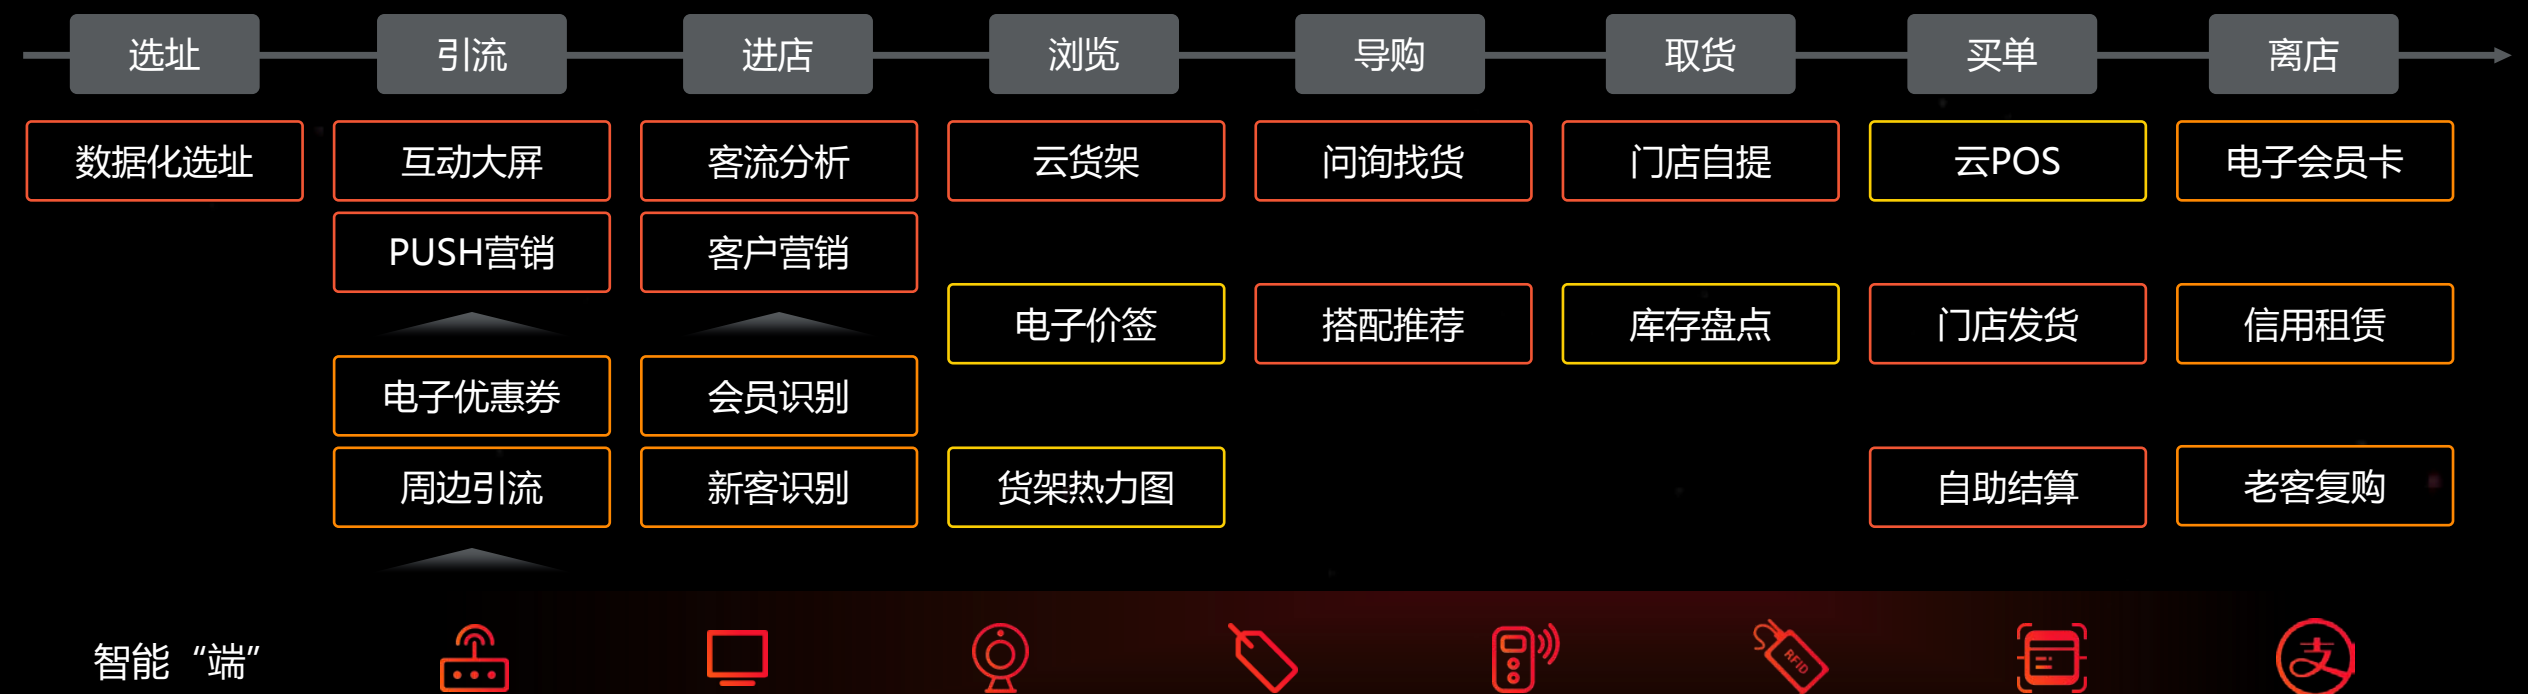 选址
引流
进店
浏览
导购
取货
买单
离店
数据化选址
互动大屏
客流分析
云货架
问询找货
门店自提
云POS
电子会员卡
PUSH营销
客户营销
电子价签
搭配推荐
库存盘点
门店发货
信用租赁
电子优惠券
会员识别
周边引流
新客识别
货架热力图
自助结算
老客复购
智能“端”
RFID
支